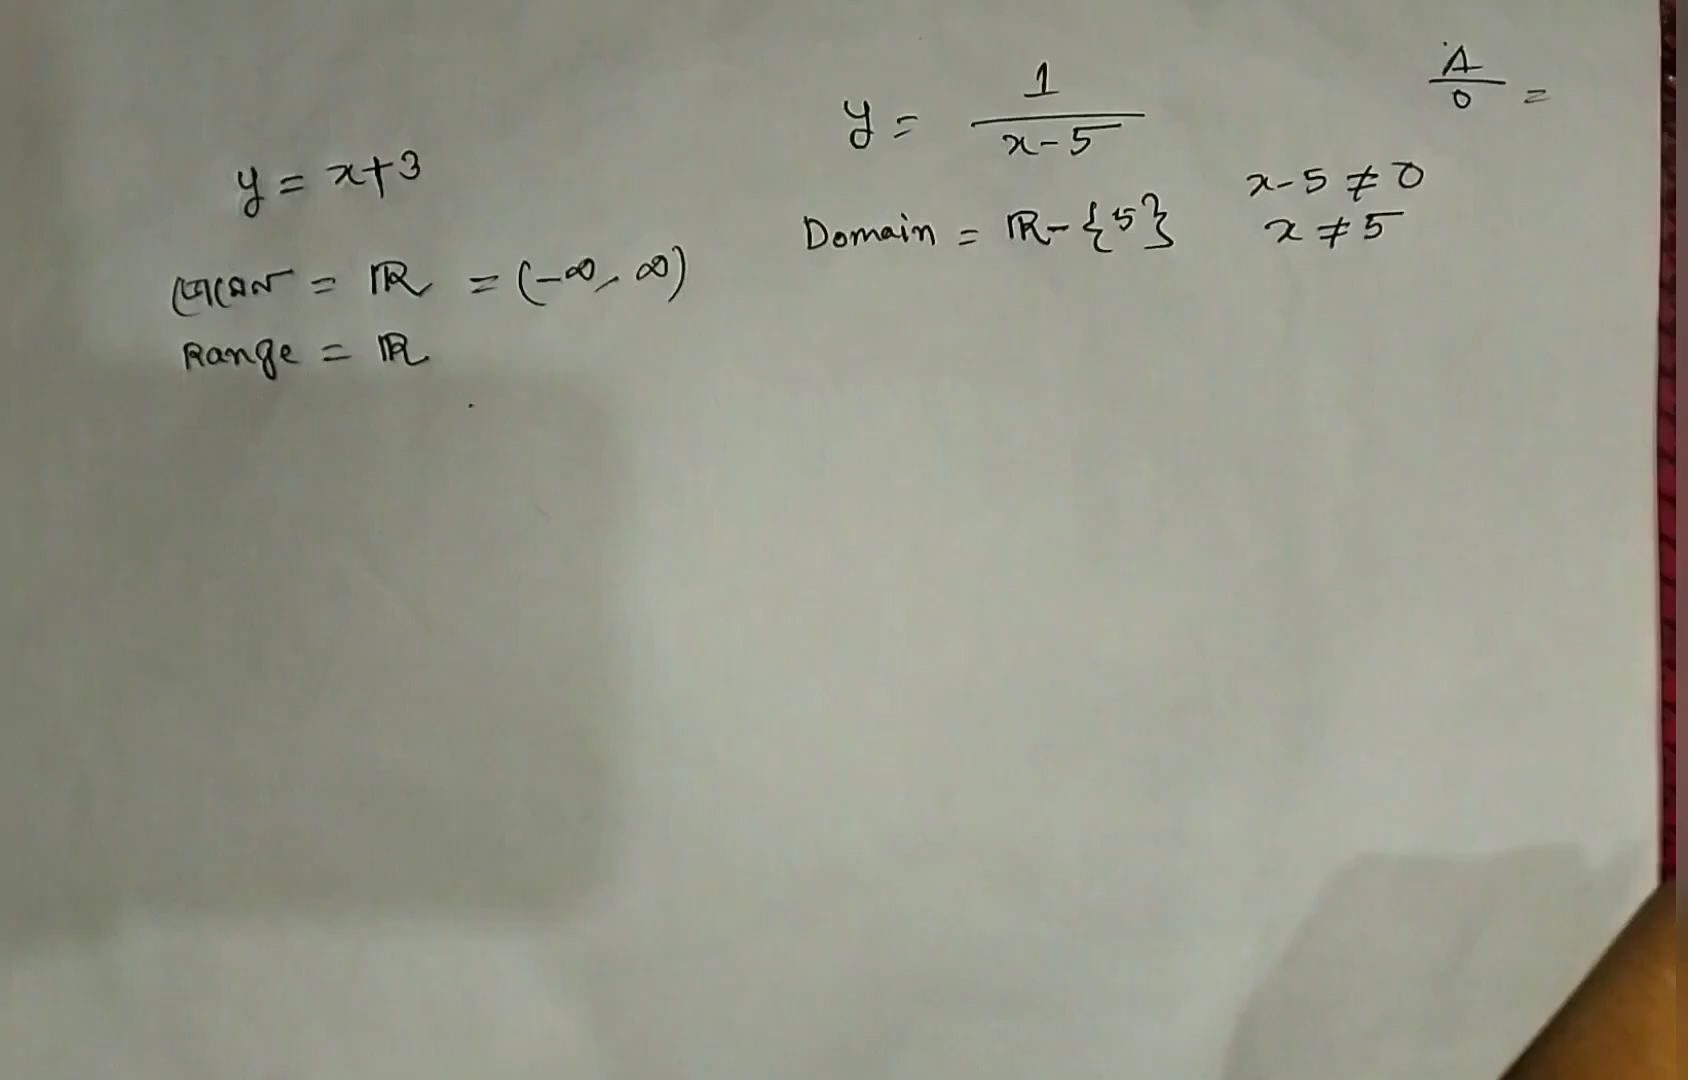 y = x+3
ডোমেন = ℝ = (-∞, ∞)
Range = ℝ
y = 1/(x-5)
Domain = ℝ - {5}
x-5 ≠ 0
x ≠ 5
A/0 =